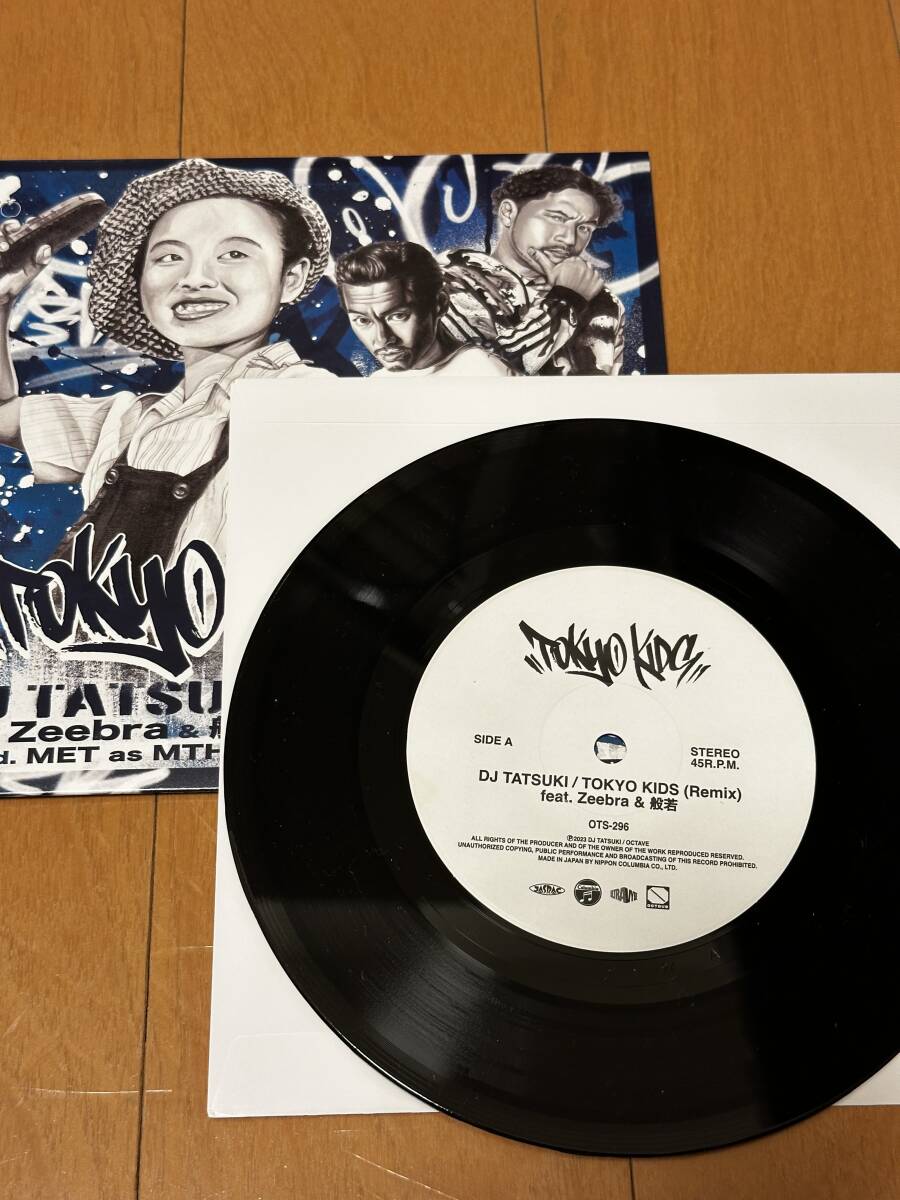 TOKYO
J TATSU
Zeebra &
d. MET as MTH
"TOKYO KIDS"
SIDE A
STEREO
45R.P.M.
DJ TATSUKI / TOKYO KIDS (Remix)
feat. Zeebra & 般若
OTS-296
Ⓟ2023 DJ TATSUKI / OCTAVE
ALL RIGHTS OF THE PRODUCER AND OF THE OWNER OF THE WORK REPRODUCED RESERVED.
UNAUTHORIZED COPYING, PUBLIC PERFORMANCE AND BROADCASTING OF THIS RECORD PROHIBITED.
MADE IN JAPAN BY NIPPON COLUMBIA CO., LTD.
JASRAC
Columbia